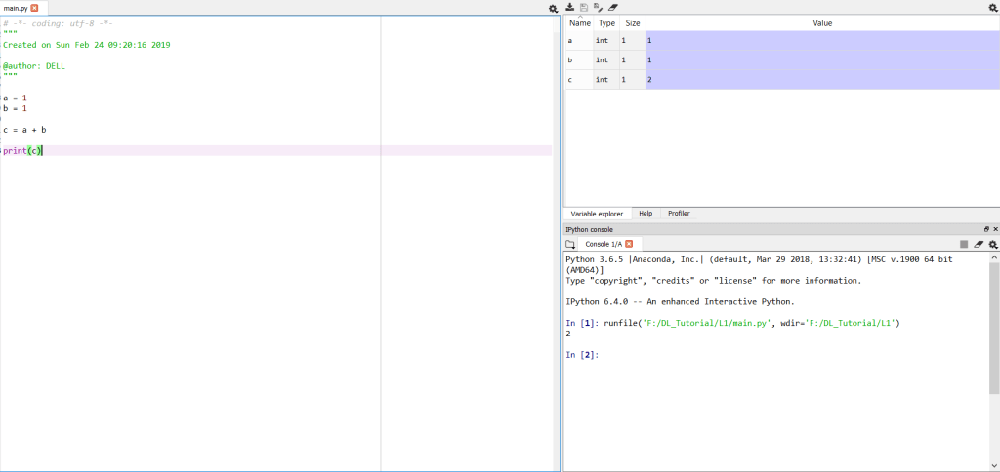 main.py
# -*- coding: utf-8 -*-
"""
Created on Sun Feb 24 09:20:16 2019
@author: DELL
"""
a = 1
b = 1
c = a + b
print(c)
Name Type Size Value
a int 1 1
b int 1 1
c int 1 2
Variable explorer Help Profiler
IPython console
Console 1/A
Python 3.6.5 |Anaconda, Inc.| (default, Mar 29 2018, 13:32:41) [MSC v.1900 64 bit
(AMD64)]
Type "copyright", "credits" or "license" for more information.
IPython 6.4.0 -- An enhanced Interactive Python.
In [1]: runfile('F:/DL_Tutorial/L1/main.py', wdir='F:/DL_Tutorial/L1')
2
In [2]: